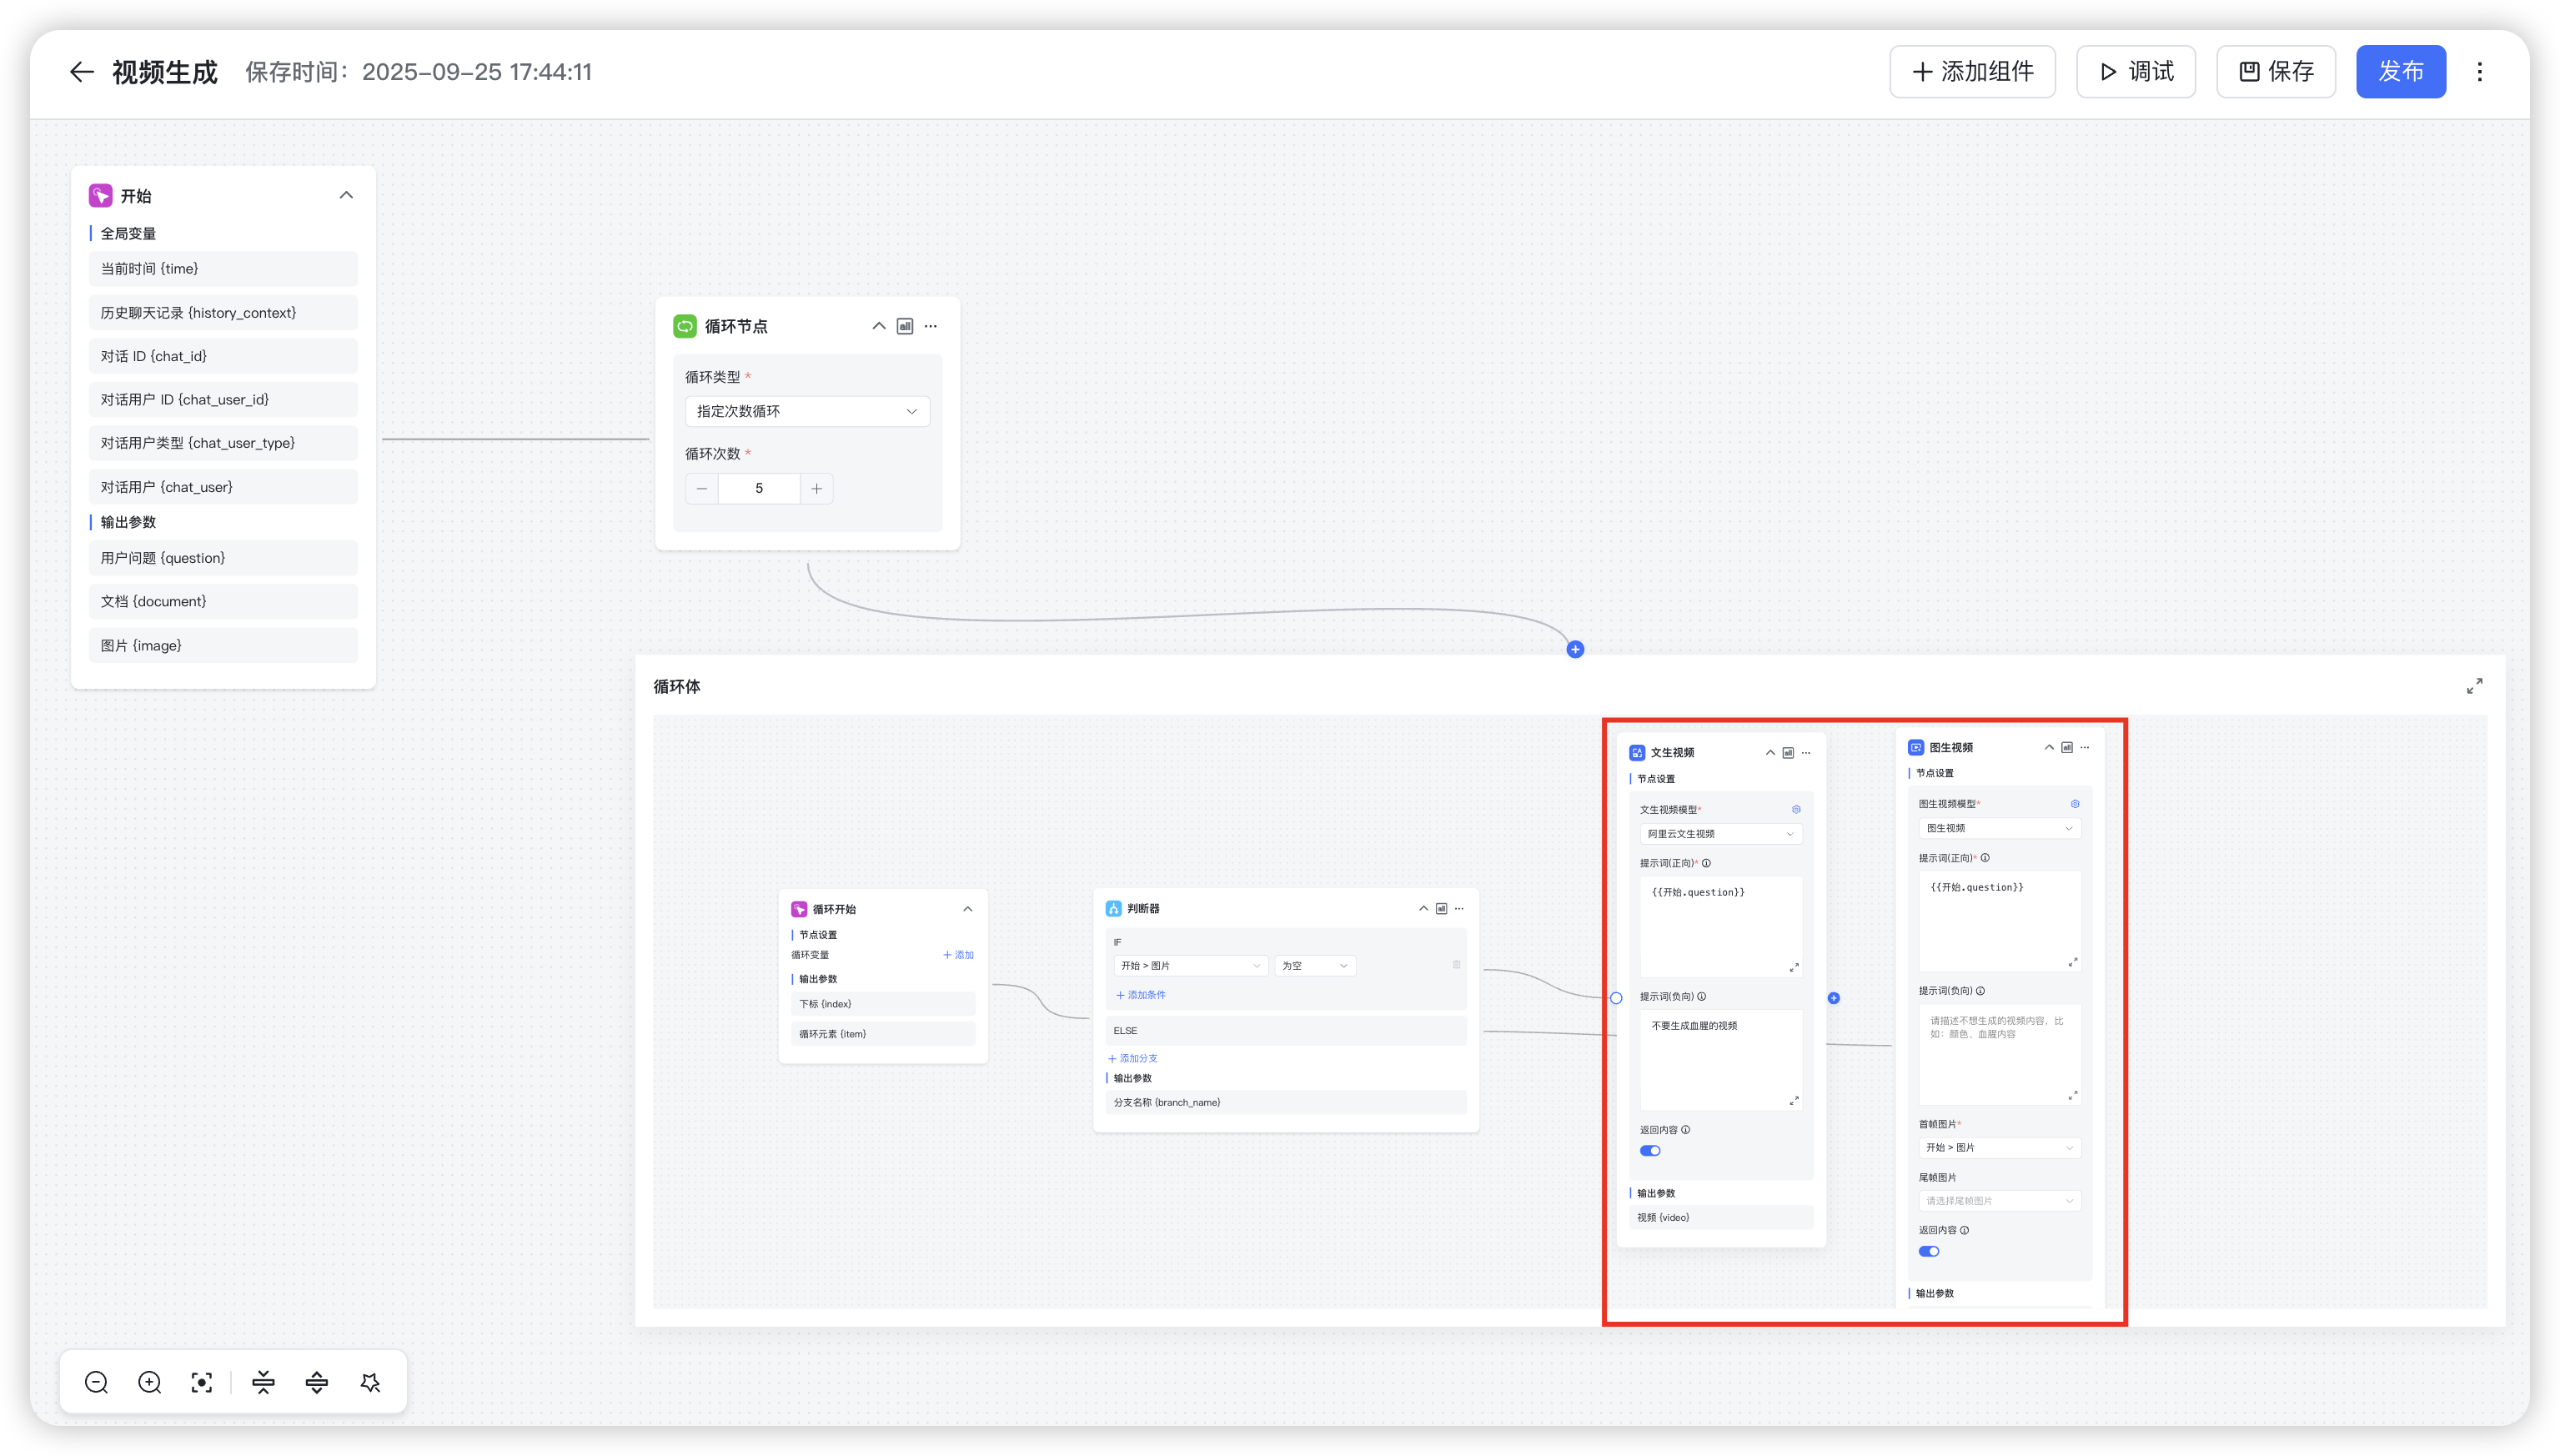 视频生成
保存时间：2025-09-25 17:44:11
添加组件
调试
保存
发布
开始
全局变量
当前时间 {time}
历史聊天记录 {history_context}
对话 ID {chat_id}
对话用户 ID {chat_user_id}
对话用户类型 {chat_user_type}
对话用户 {chat_user}
输出参数
用户问题 {question}
文档 {document}
图片 {image}
循环节点
all
循环类型 *
指定次数循环
循环次数 *
5
循环体
循环开始
节点设置
循环变量
添加
输出参数
下标 {index}
循环元素 {item}
判断器
all
IF
开始 > 图片
为空
添加条件
ELSE
添加分支
输出参数
分支名称 {branch_name}
文生视频
all
节点设置
文生视频模型*
阿里云文生视频
提示词(正向)*
{{开始.question}}
提示词(负向)
不要生成血腥的视频
返回内容
输出参数
视频 {video}
图生视频
all
节点设置
图生视频模型*
图生视频
提示词(正向)*
{{开始.question}}
提示词(负向)
请描述不想生成的视频内容，比
如：颜色、血腥内容
首帧图片*
开始 > 图片
尾帧图片
请选择尾帧图片
返回内容
输出参数